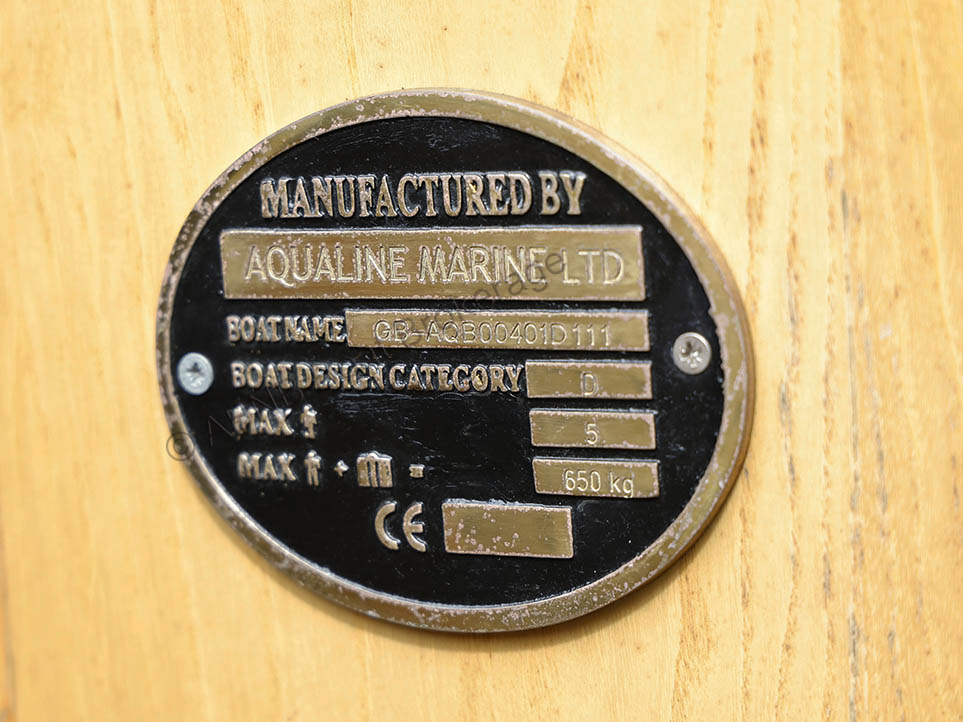 MANUFACTURED BY
AQUALINE MARINE LTD
BOAT NAME GB-AQB00401D111
BOAT DESIGN CATEGORY D
MAX 5
MAX + = 650 kg
CE